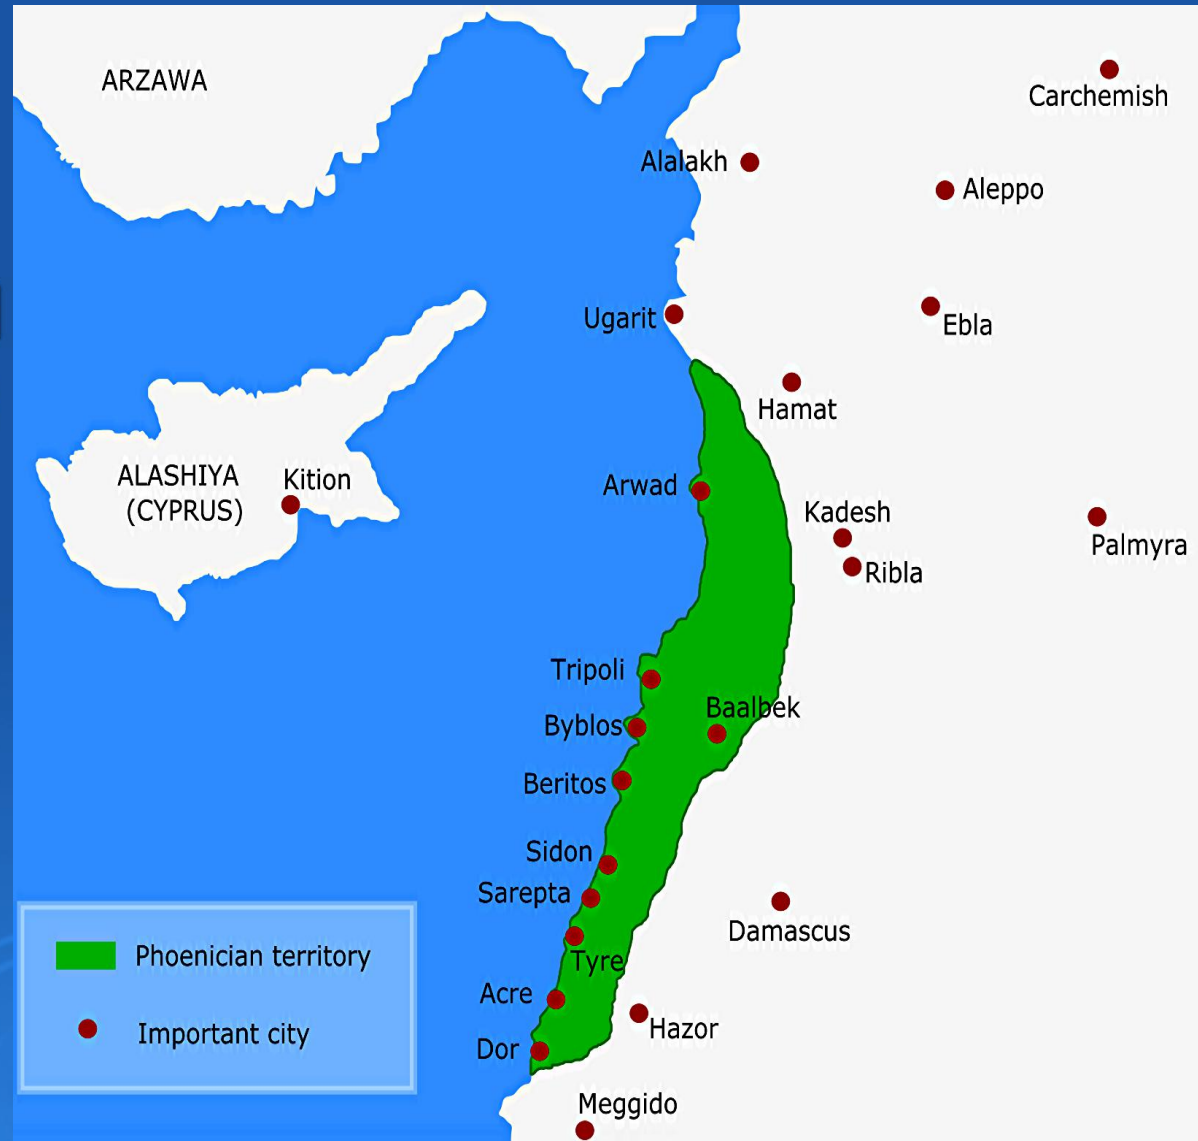 ARZAWA
Carchemish
Alalakh
Aleppo
Ugarit
Ebla
Hamat
ALASHIYA
(CYPRUS)
Kition
Arwad
Kadesh
Ribla
Palmyra
Tripoli
Baalbek
Byblos
Beritos
Sidon
Sarepta
Damascus
Tyre
Acre
Hazor
Dor
Meggido
Phoenician territory
Important city